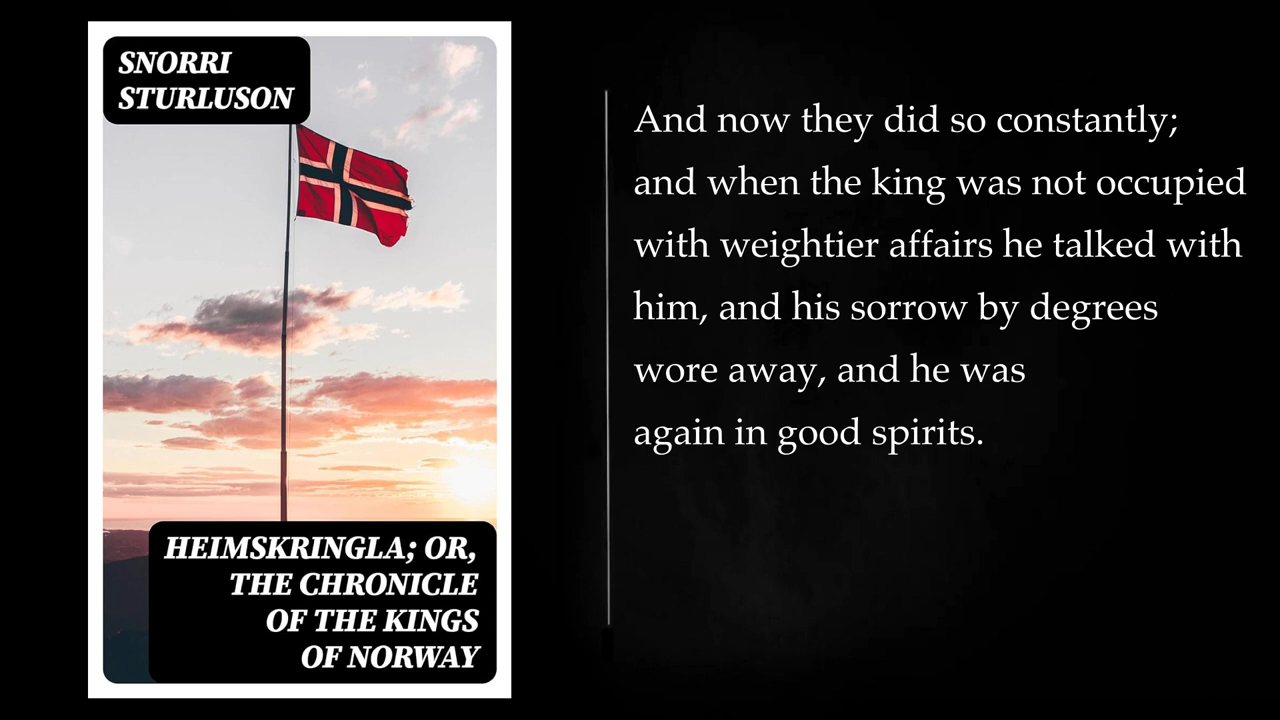 SNORRI
STURLUSON
HEIMSKRINGLA; OR,
THE CHRONICLE
OF THE KINGS
OF NORWAY
And now they did so constantly;
and when the king was not occupied
with weightier affairs he talked with
him, and his sorrow by degrees
wore away, and he was
again in good spirits.